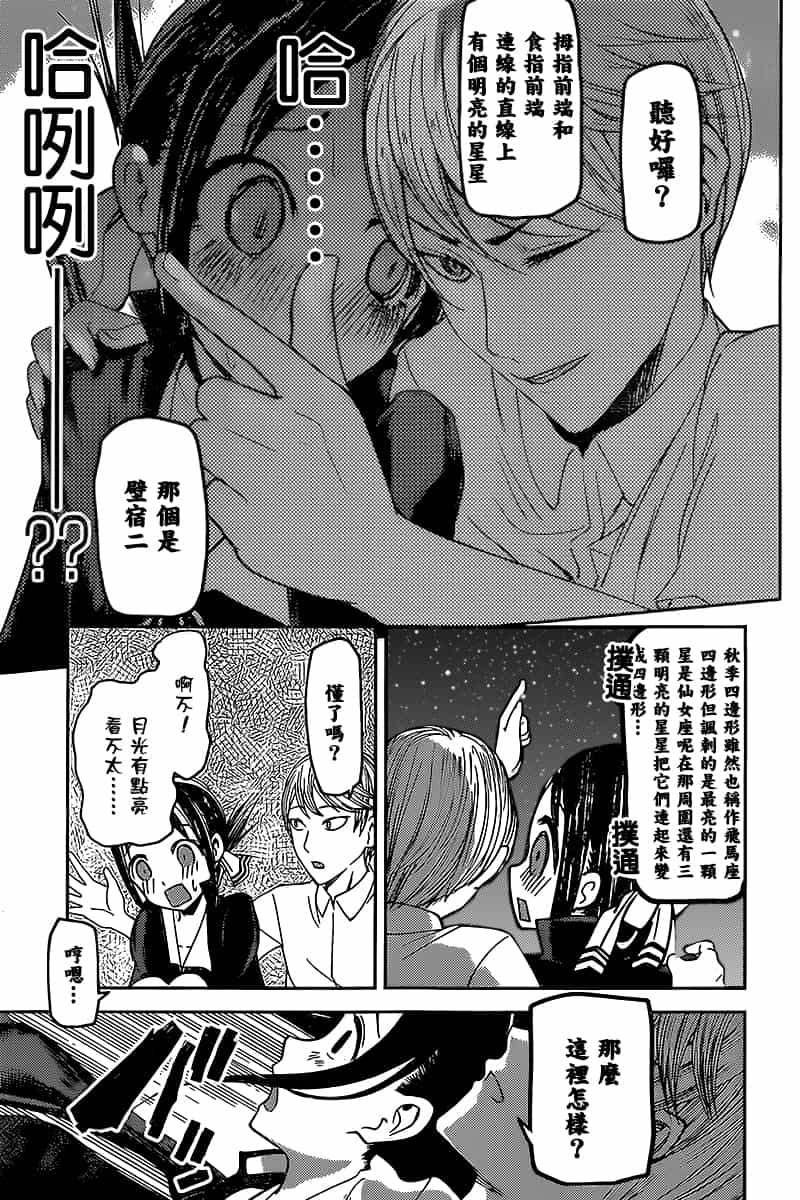 聽好囉？
拇指前端和
食指前端
連線的直線上
有個明亮的星星
哈……
哈咧咧──??
那個是
壁宿二
秋季四邊形雖然也稱作飛馬座
四邊形但諷刺的是最亮的一顆
星是仙女座呢在那周圍還有三
顆明亮的星星把它們連起來變
成四邊形…
撲通
撲通
懂了嗎？
啊不！
月光有點亮
看不太……
哼嗯…
那麼
這裡怎樣？